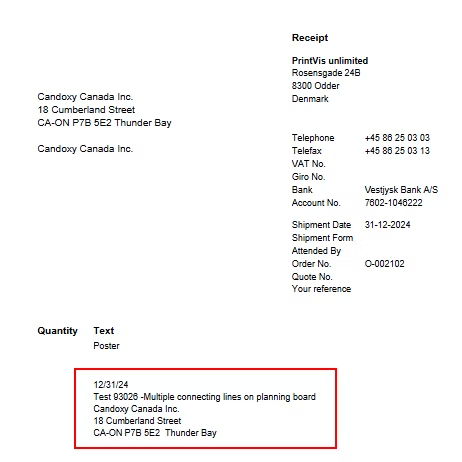 Receipt
PrintVis unlimited
Rosensgade 24B
8300 Odder
Denmark
Candoxy Canada Inc.
18 Cumberland Street
CA-ON P7B 5E2 Thunder Bay
Candoxy Canada Inc.
Telephone +45 86 25 03 03
Telefax +45 86 25 03 13
VAT No.
Giro No.
Bank Vestjysk Bank A/S
Account No. 7602-1046222
Shipment Date 31-12-2024
Shipment Form
Attended By
Order No. O-002102
Quote No.
Your reference
Quantity Text
Poster
12/31/24
Test 93026 -Multiple connecting lines on planning board
Candoxy Canada Inc.
18 Cumberland Street
CA-ON P7B 5E2 Thunder Bay